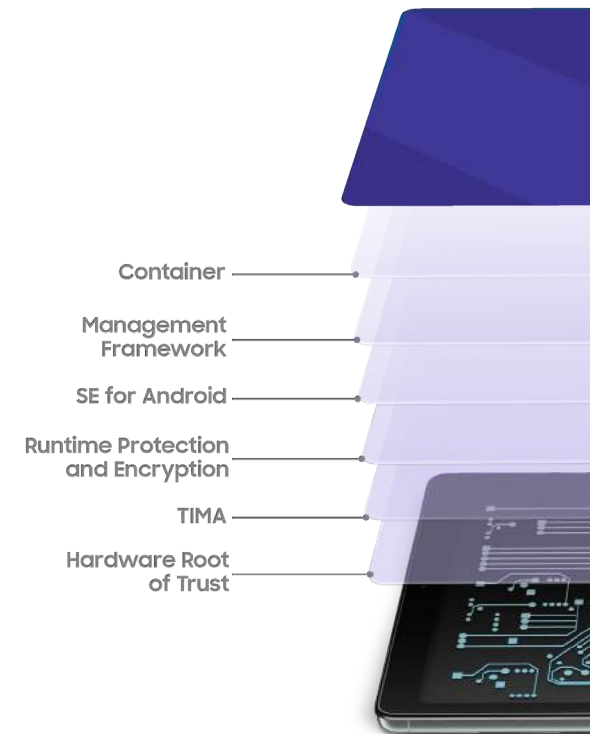 Container
Management
Framework
SE for Android
Runtime Protection
and Encryption
TIMA
Hardware Root
of Trust